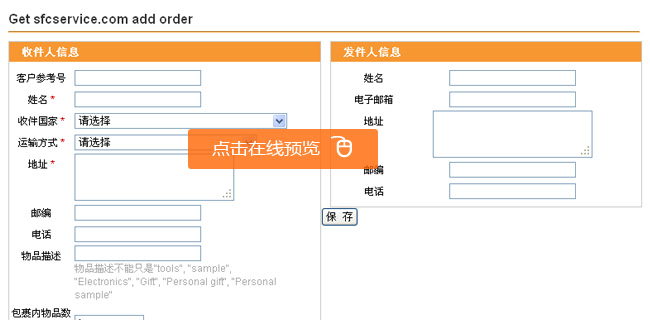 Get sfcservice.com add order
收件人信息
客户参考号
姓名 *
收件国家 * 请选择
运输方式 * 请选择
地址 *
邮编
电话
物品描述
物品描述不能只是"tools", "sample",
"Electronics", "Gift", "Personal gift", "Personal
sample"
包裹内物品数
发件人信息
姓名
电子邮箱
地址
邮编
电话
点击在线预览
保 存